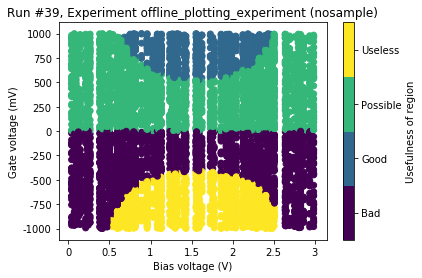 Run #39, Experiment offline_plotting_experiment (nosample)
1000
750
500
250
0
-250
-500
-750
-1000
Gate voltage (mV)
0
0.5
1
1.5
2
2.5
3
Bias voltage (V)
Useless
Possible
Good
Bad
Usefulness of region